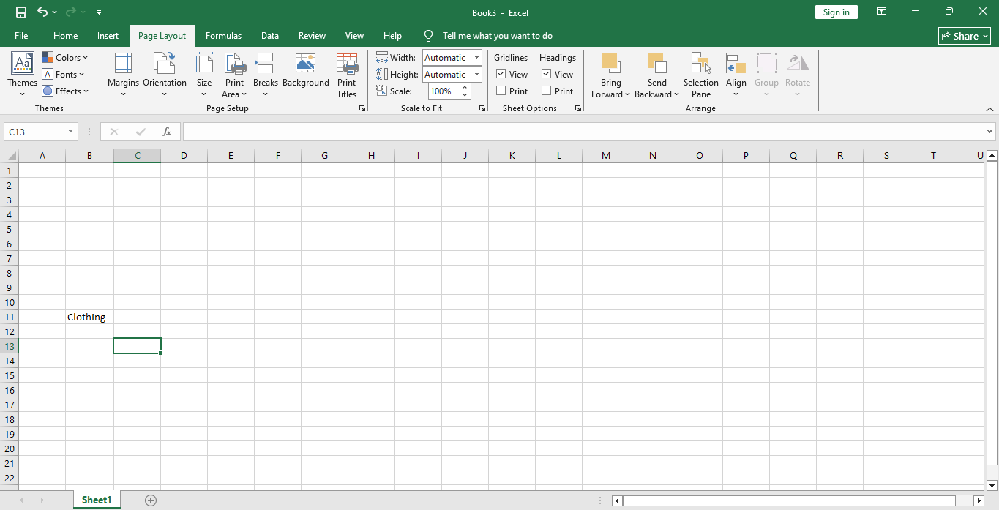 Book3 - Excel
Sign in
File Home Insert Page Layout Formulas Data Review View Help Tell me what you want to do
Share
Aa
Themes
Colors
A Fonts
Effects
Themes
Margins Orientation Size Print Area Breaks Background Print Titles
Page Setup
Width: Automatic
Height: Automatic
Scale: 100%
Scale to Fit
Gridlines Headings
View View
Print Print
Sheet Options
Bring Forward Send Backward Selection Pane Align Group Rotate
Arrange
C13
fx
A B C D E F G H I J K L M N O P Q R S T U
1
2
3
4
5
6
7
8
9
10
11 Clothing
12
13
14
15
16
17
18
19
20
21
22
Sheet1